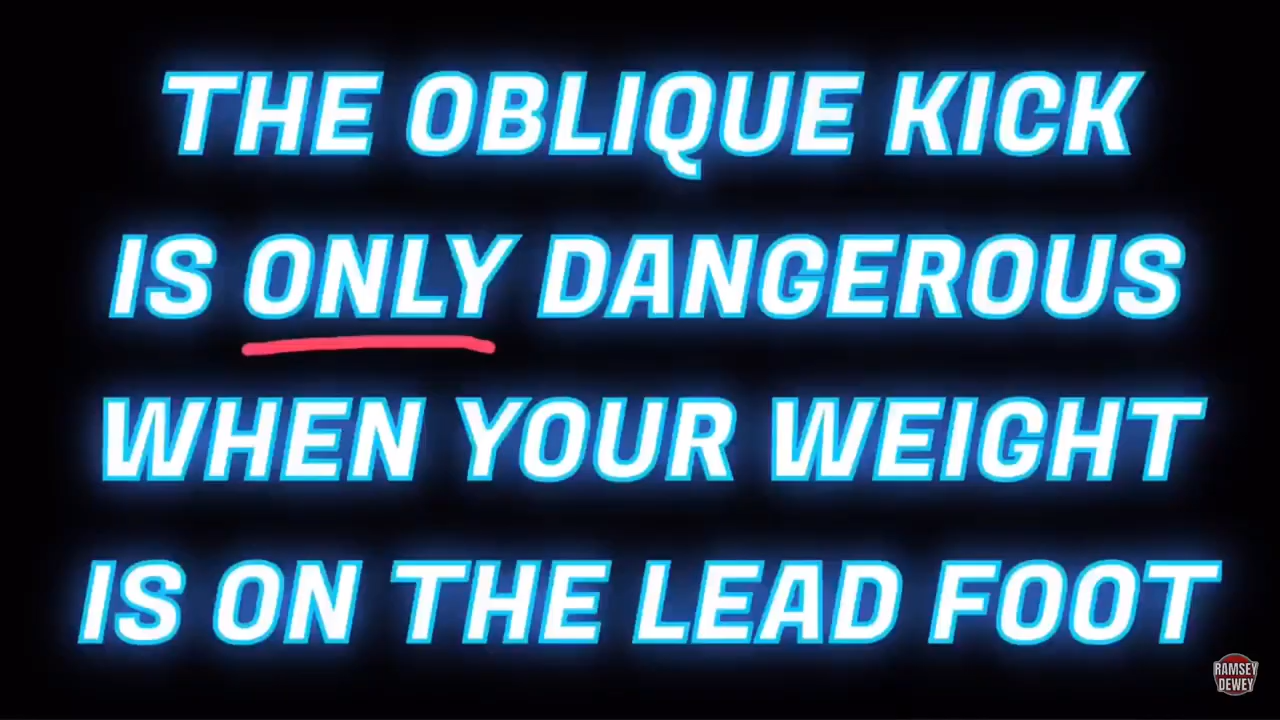 THE OBLIQUE KICK
IS ONLY DANGEROUS
WHEN YOUR WEIGHT
IS ON THE LEAD FOOT
RAMSEY
DEWEY